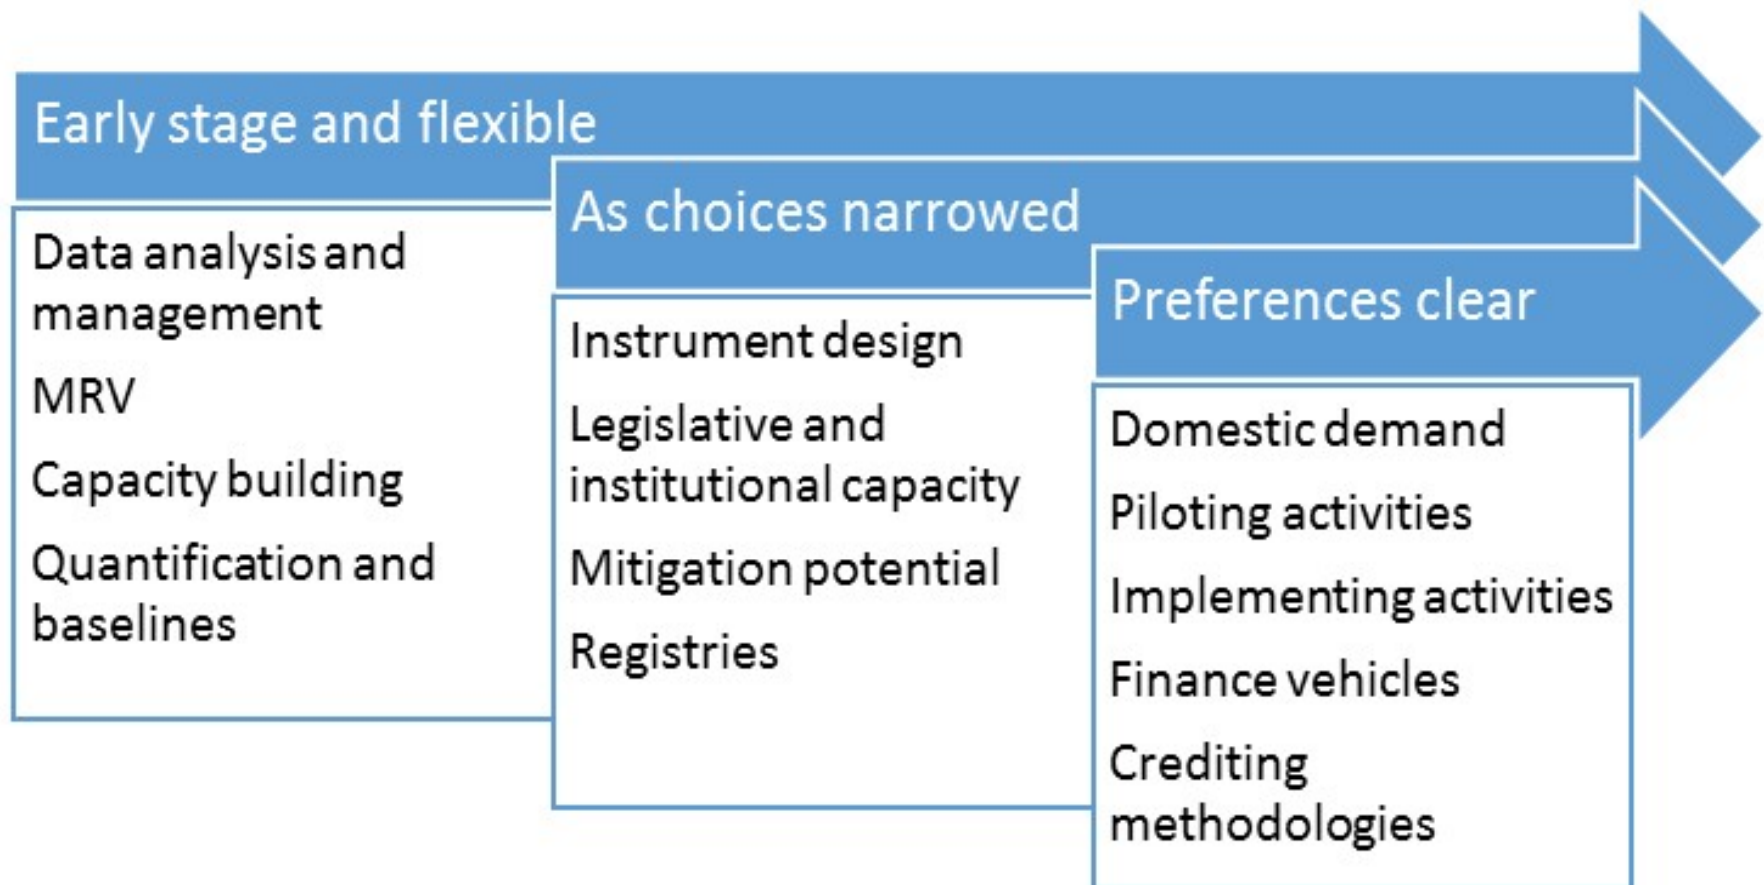 Early stage and flexible
Data analysis and
management
MRV
Capacity building
Quantification and
baselines
As choices narrowed
Instrument design
Legislative and
institutional capacity
Mitigation potential
Registries
Preferences clear
Domestic demand
Piloting activities
Implementing activities
Finance vehicles
Crediting
methodologies